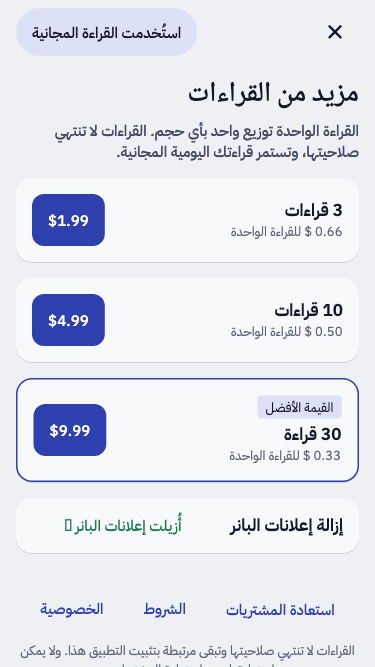 استُخدمت القراءة المجانية
مزيد من القراءات
القراءة الواحدة توزيع واحد بأي حجم. القراءات لا تنتهي
صلاحيتها، وتستمر قراءتك اليومية المجانية.
3 قراءات
0.66 $ للقراءة الواحدة
$1.99
10 قراءات
0.50 $ للقراءة الواحدة
$4.99
القيمة الأفضل
30 قراءة
0.33 $ للقراءة الواحدة
$9.99
إزالة إعلانات البانر
أُزيلت إعلانات البانر
استعادة المشتريات
الشروط
الخصوصية
القراءات لا تنتهي صلاحيتها وتبقى مرتبطة بتثبيت التطبيق هذا. ولا يمكن